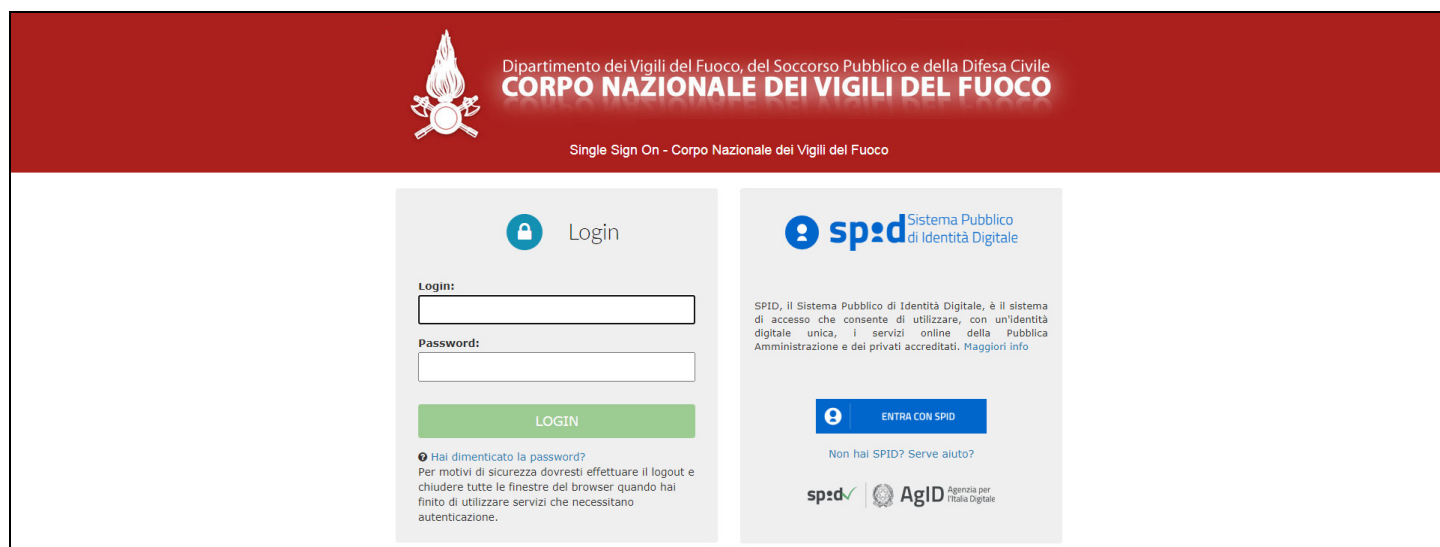 Dipartimento dei Vigili del Fuoco, del Soccorso Pubblico e della Difesa Civile
CORPO NAZIONALE DEI VIGILI DEL FUOCO
Single Sign On - Corpo Nazionale dei Vigili del Fuoco
Login
Login:
Password:
LOGIN
Hai dimenticato la password?
Per motivi di sicurezza dovresti effettuare il logout e
chiudere tutte le finestre del browser quando hai
finito di utilizzare servizi che necessitano
autenticazione.
spid Sistema Pubblico
di Identità Digitale
SPID, il Sistema Pubblico di Identità Digitale, è il sistema
di accesso che consente di utilizzare, con un'identità
digitale unica, i servizi online della Pubblica
Amministrazione e dei privati accreditati. Maggiori info
ENTRA CON SPID
Non hai SPID? Serve aiuto?
spid AgID Agenzia per
l'Italia Digitale